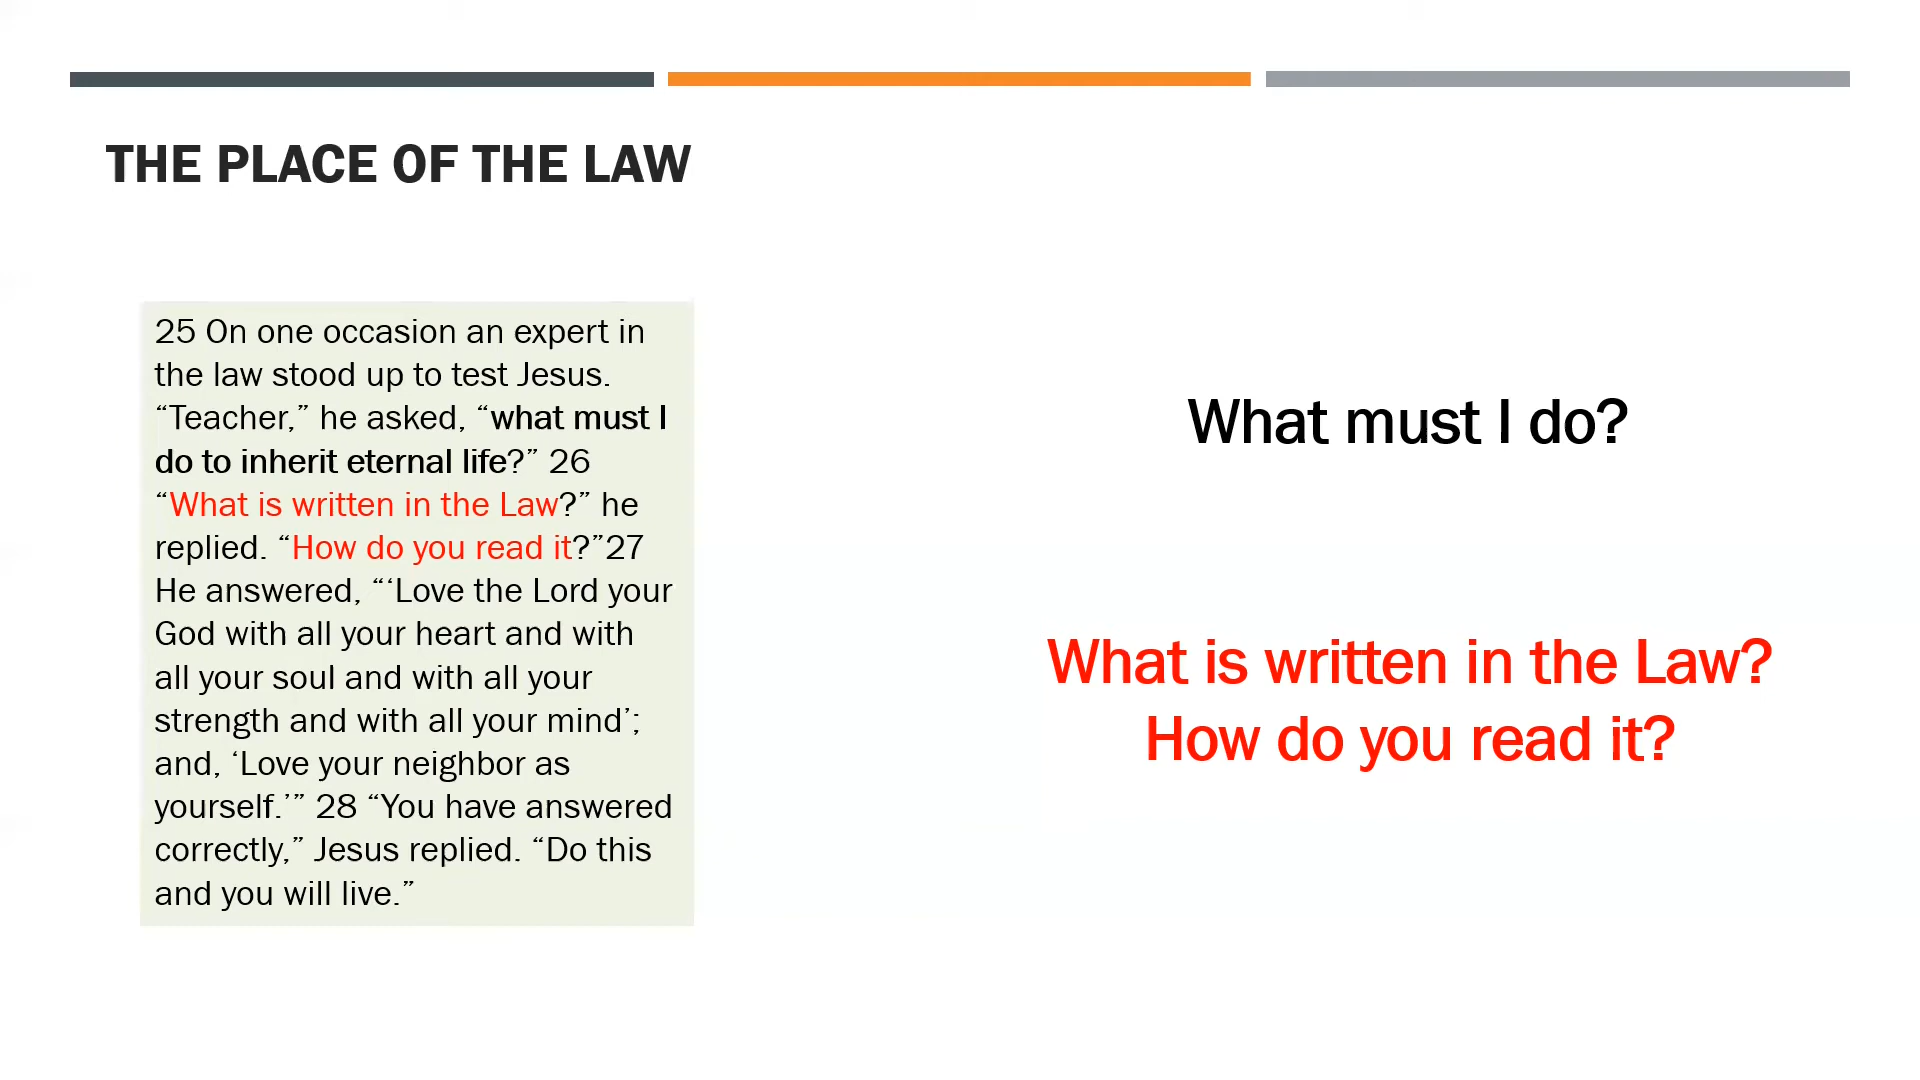 THE PLACE OF THE LAW
25 On one occasion an expert in
the law stood up to test Jesus.
“Teacher,” he asked, “what must I
do to inherit eternal life?” 26
“What is written in the Law?” he
replied. “How do you read it?”27
He answered, “‘Love the Lord your
God with all your heart and with
all your soul and with all your
strength and with all your mind’;
and, ‘Love your neighbor as
yourself.’” 28 “You have answered
correctly,” Jesus replied. “Do this
and you will live.”
What must I do?
What is written in the Law?
How do you read it?